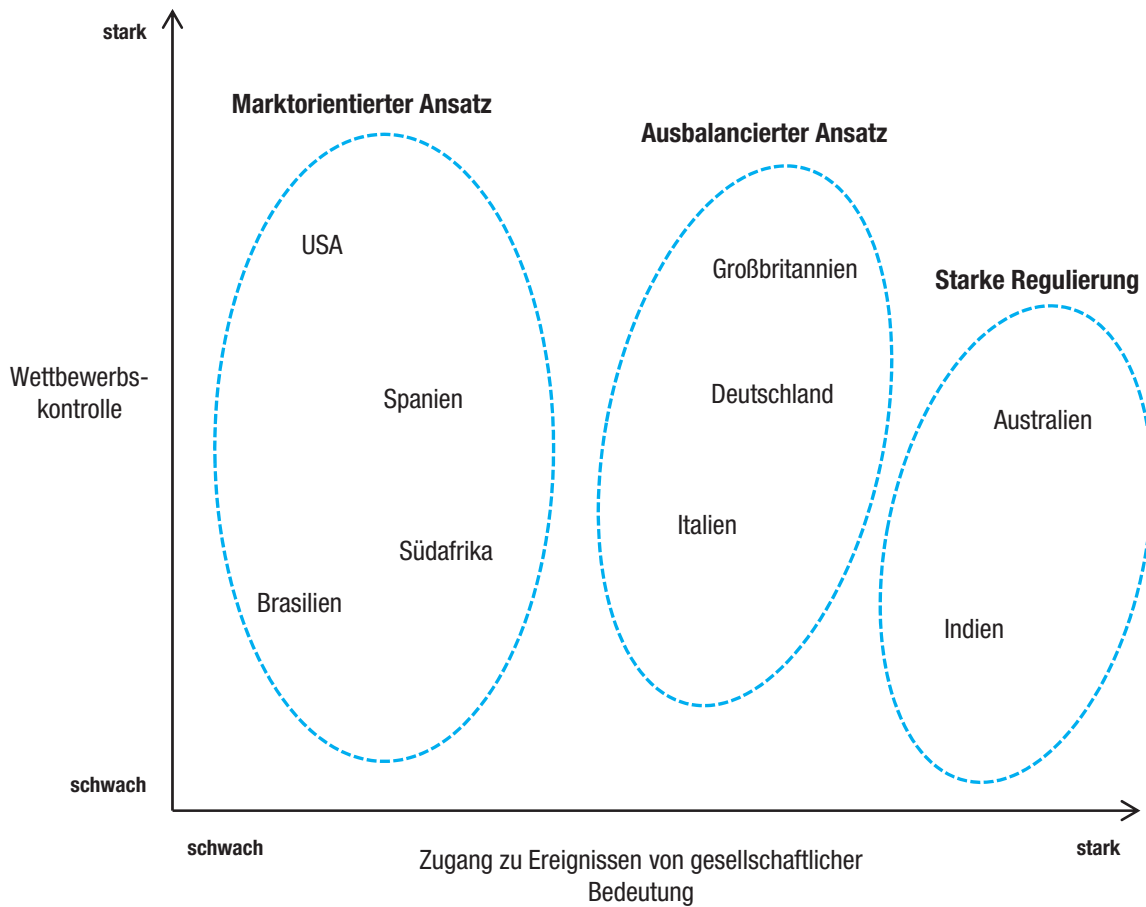 stark
Marktorientierter Ansatz
Ausbalancierter Ansatz
USA
Großbritannien
Starke Regulierung
Wettbewerbs-
kontrolle
Spanien
Deutschland
Australien
Italien
Südafrika
Brasilien
Indien
schwach
schwach
stark
Zugang zu Ereignissen von gesellschaftlicher
Bedeutung